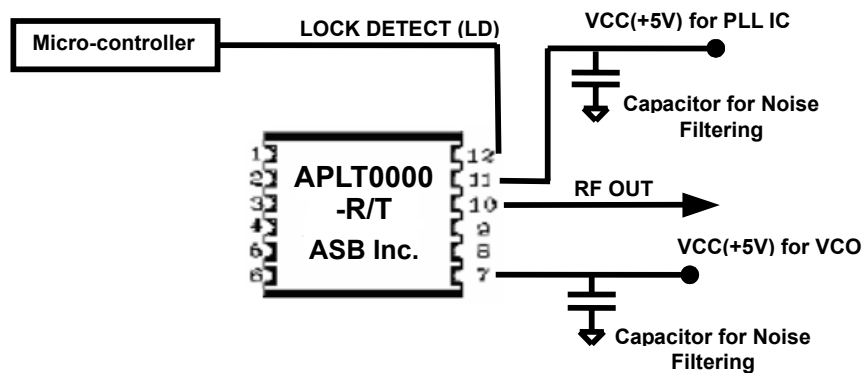 VCC(+5V) for PLL IC
Micro-controller
LOCK DETECT (LD)
Capacitor for Noise
Filtering
1
2
3
4
5
6
APLT0000
-R/T
ASB Inc.
12
11
10
9
8
7
RF OUT
VCC(+5V) for VCO
Capacitor for Noise
Filtering